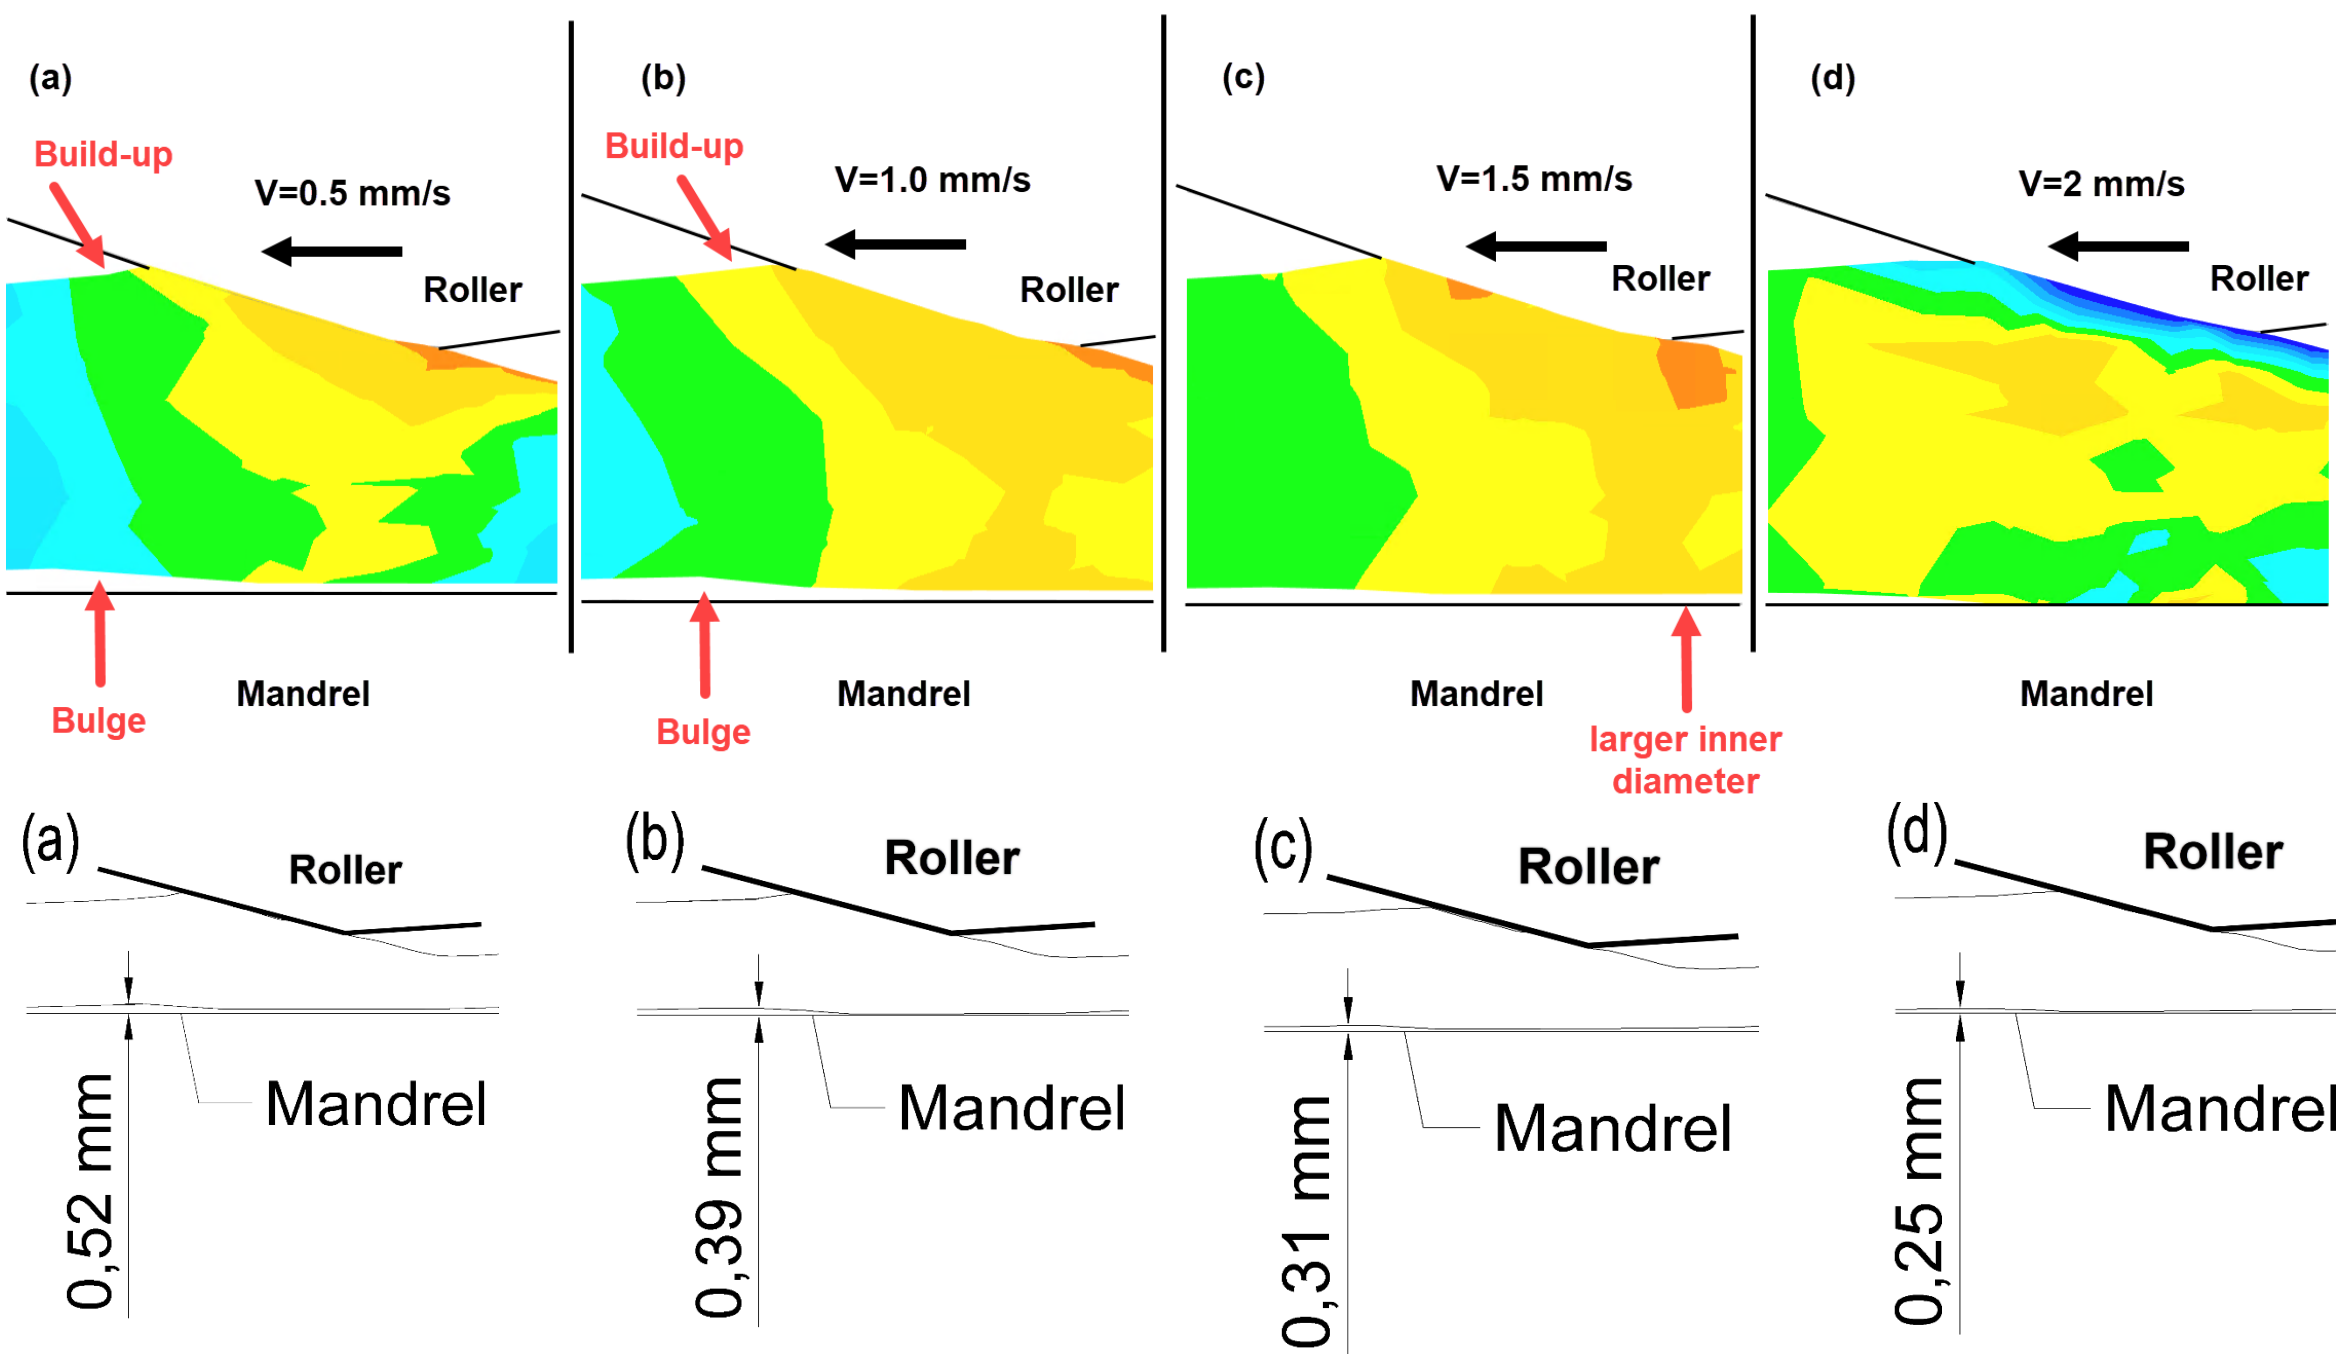 (a)
Build-up
V=0.5 mm/s
Roller
Bulge
Mandrel
(b)
Build-up
V=1.0 mm/s
Roller
Bulge
Mandrel
(c)
V=1.5 mm/s
Roller
Mandrel
larger inner
diameter
(d)
V=2 mm/s
Roller
Mandrel
(a)
Roller
0,52 mm
Mandrel
(b)
Roller
0,39 mm
Mandrel
(c)
Roller
0,31 mm
Mandrel
(d)
Roller
0,25 mm
Mandrel